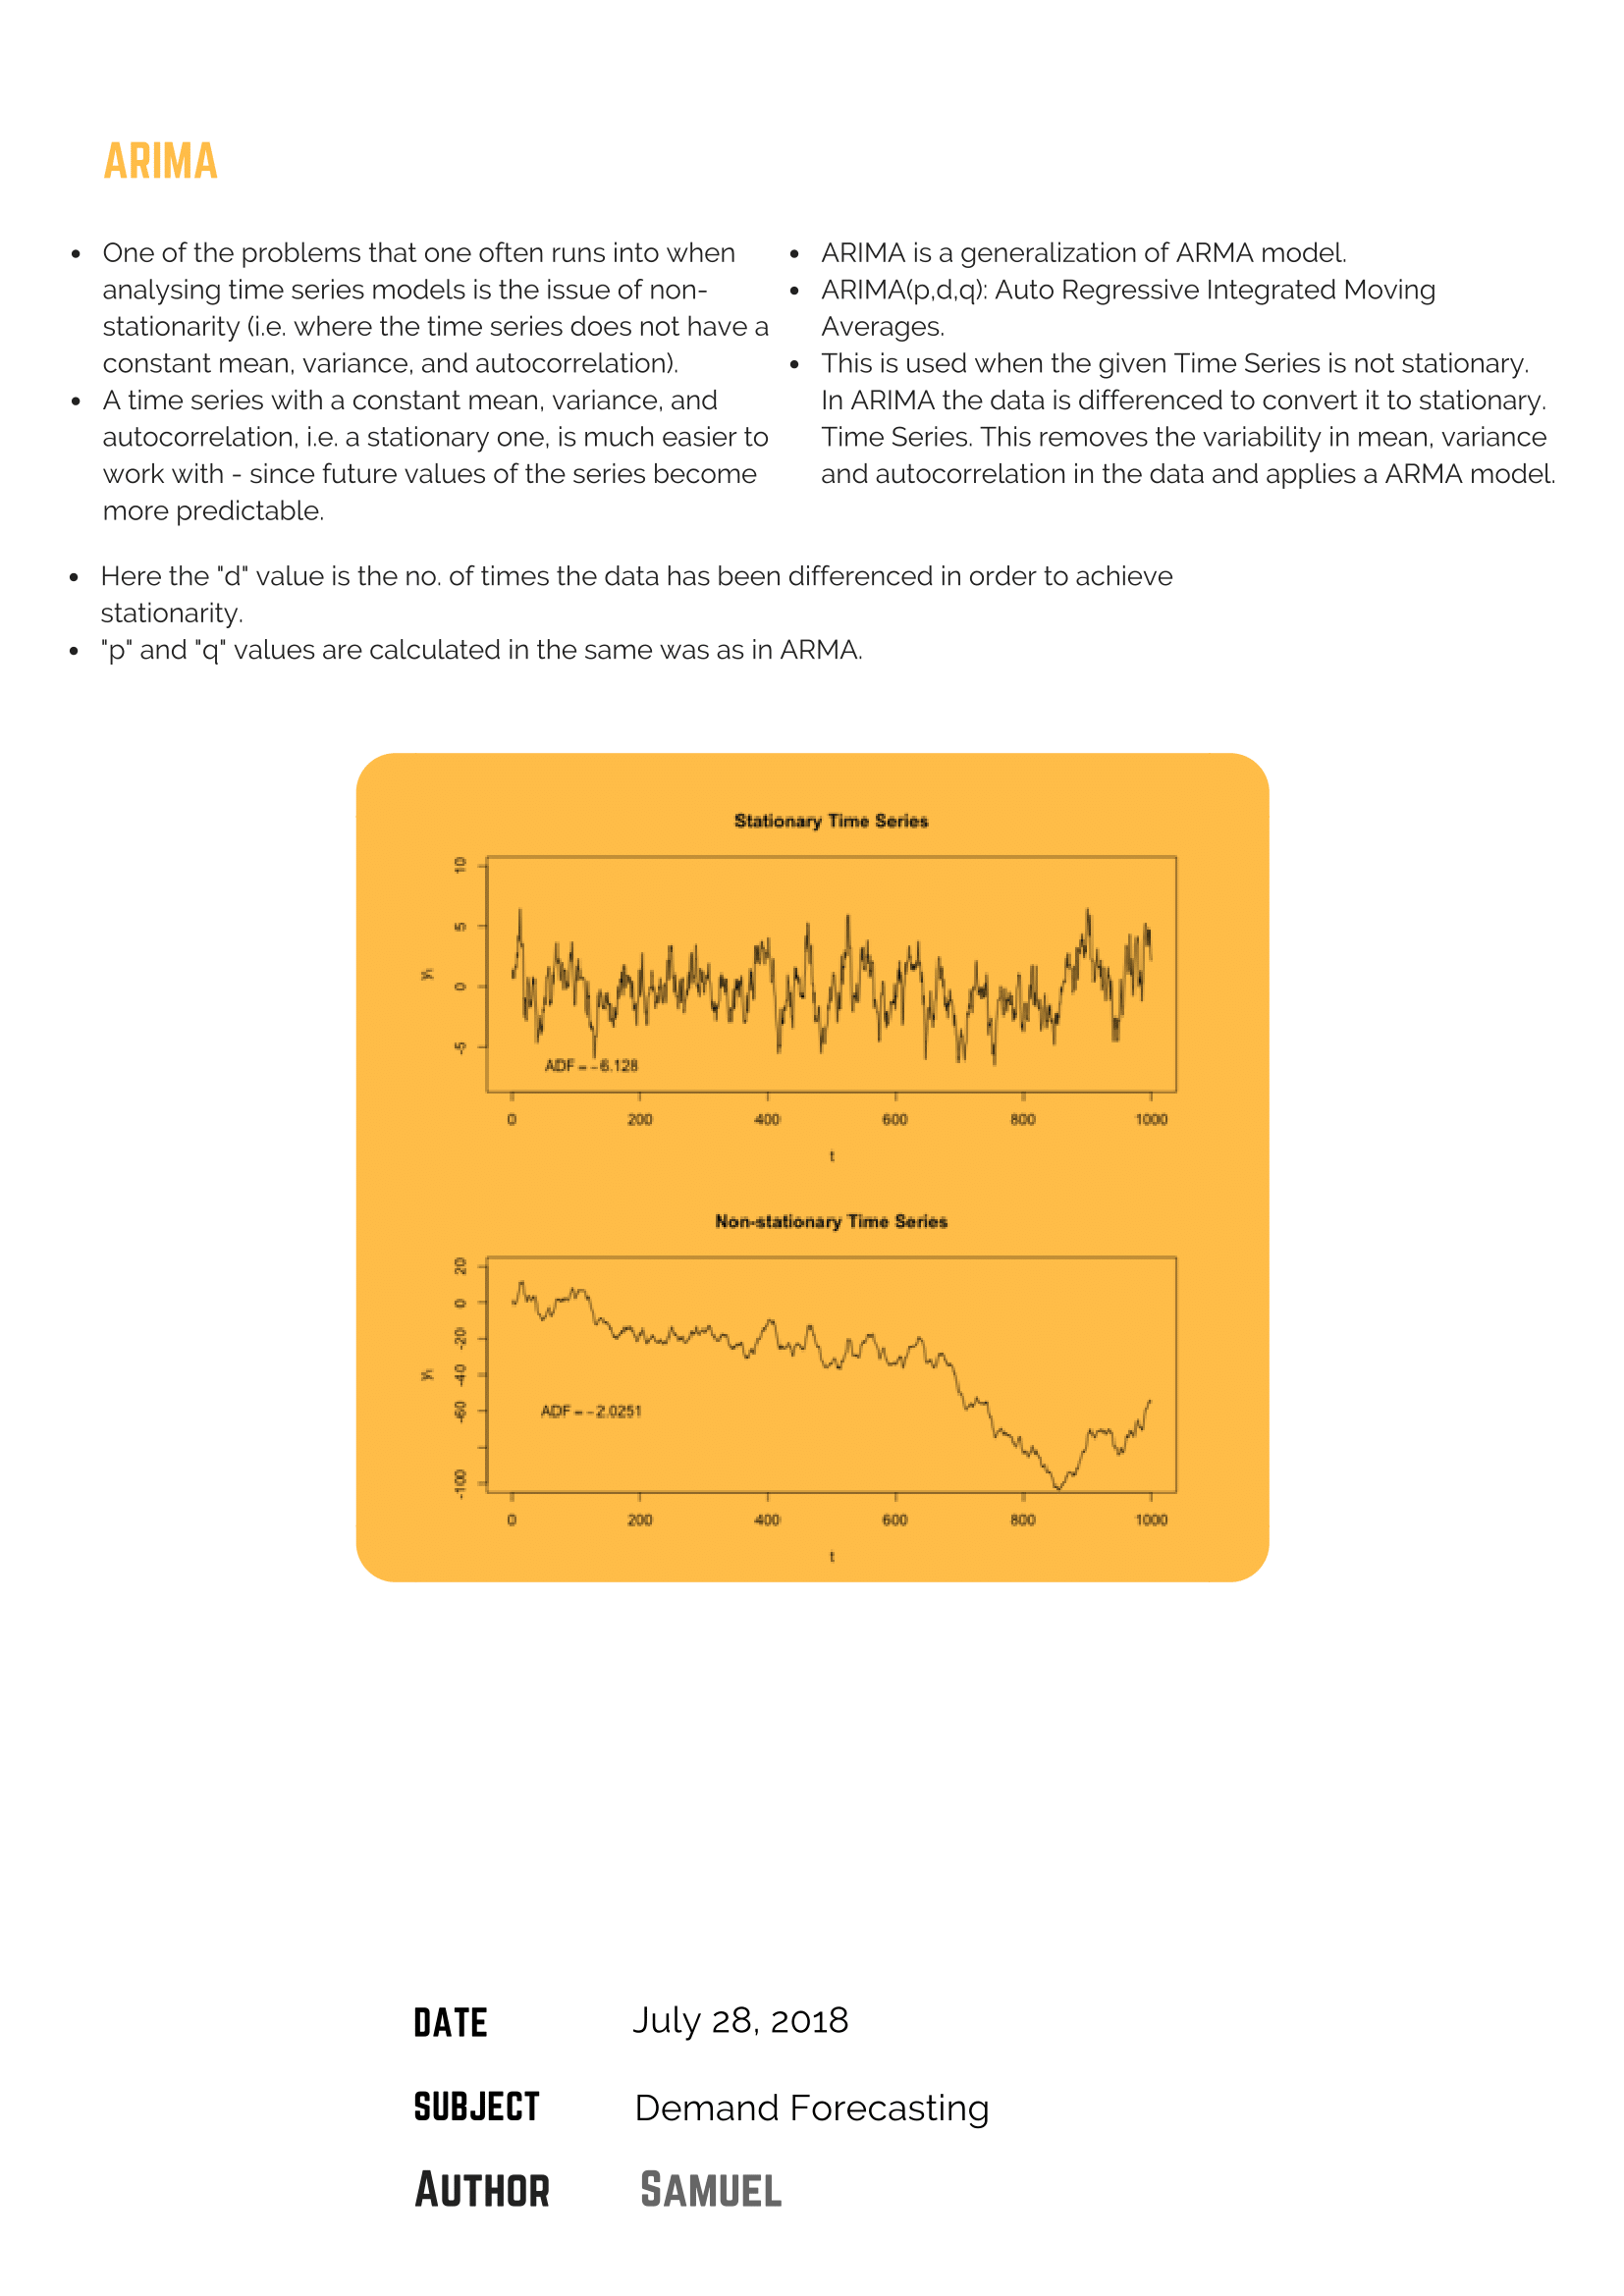 ARIMA
One of the problems that one often runs into when
analysing time series models is the issue of non-
stationarity (i.e. where the time series does not have a
constant mean, variance, and autocorrelation).
A time series with a constant mean, variance, and
autocorrelation, i.e. a stationary one, is much easier to
work with - since future values of the series become
more predictable.
ARIMA is a generalization of ARMA model.
ARIMA(p,d,q): Auto Regressive Integrated Moving
Averages.
This is used when the given Time Series is not stationary.
In ARIMA the data is differenced to convert it to stationary.
Time Series. This removes the variability in mean, variance
and autocorrelation in the data and applies a ARMA model.
Here the "d" value is the no. of times the data has been differenced in order to achieve
stationarity.
"p" and "q" values are calculated in the same was as in ARMA.
Stationary Time Series
10
5
0
-5
yt
ADF = -6.128
0 200 400 600 800 1000
t
Non-stationary Time Series
20
0
-20
-40
-60
-100
yt
ADF = -2.0251
0 200 400 600 800 1000
t
DATE July 28, 2018
SUBJECT Demand Forecasting
AUTHOR SAMUEL